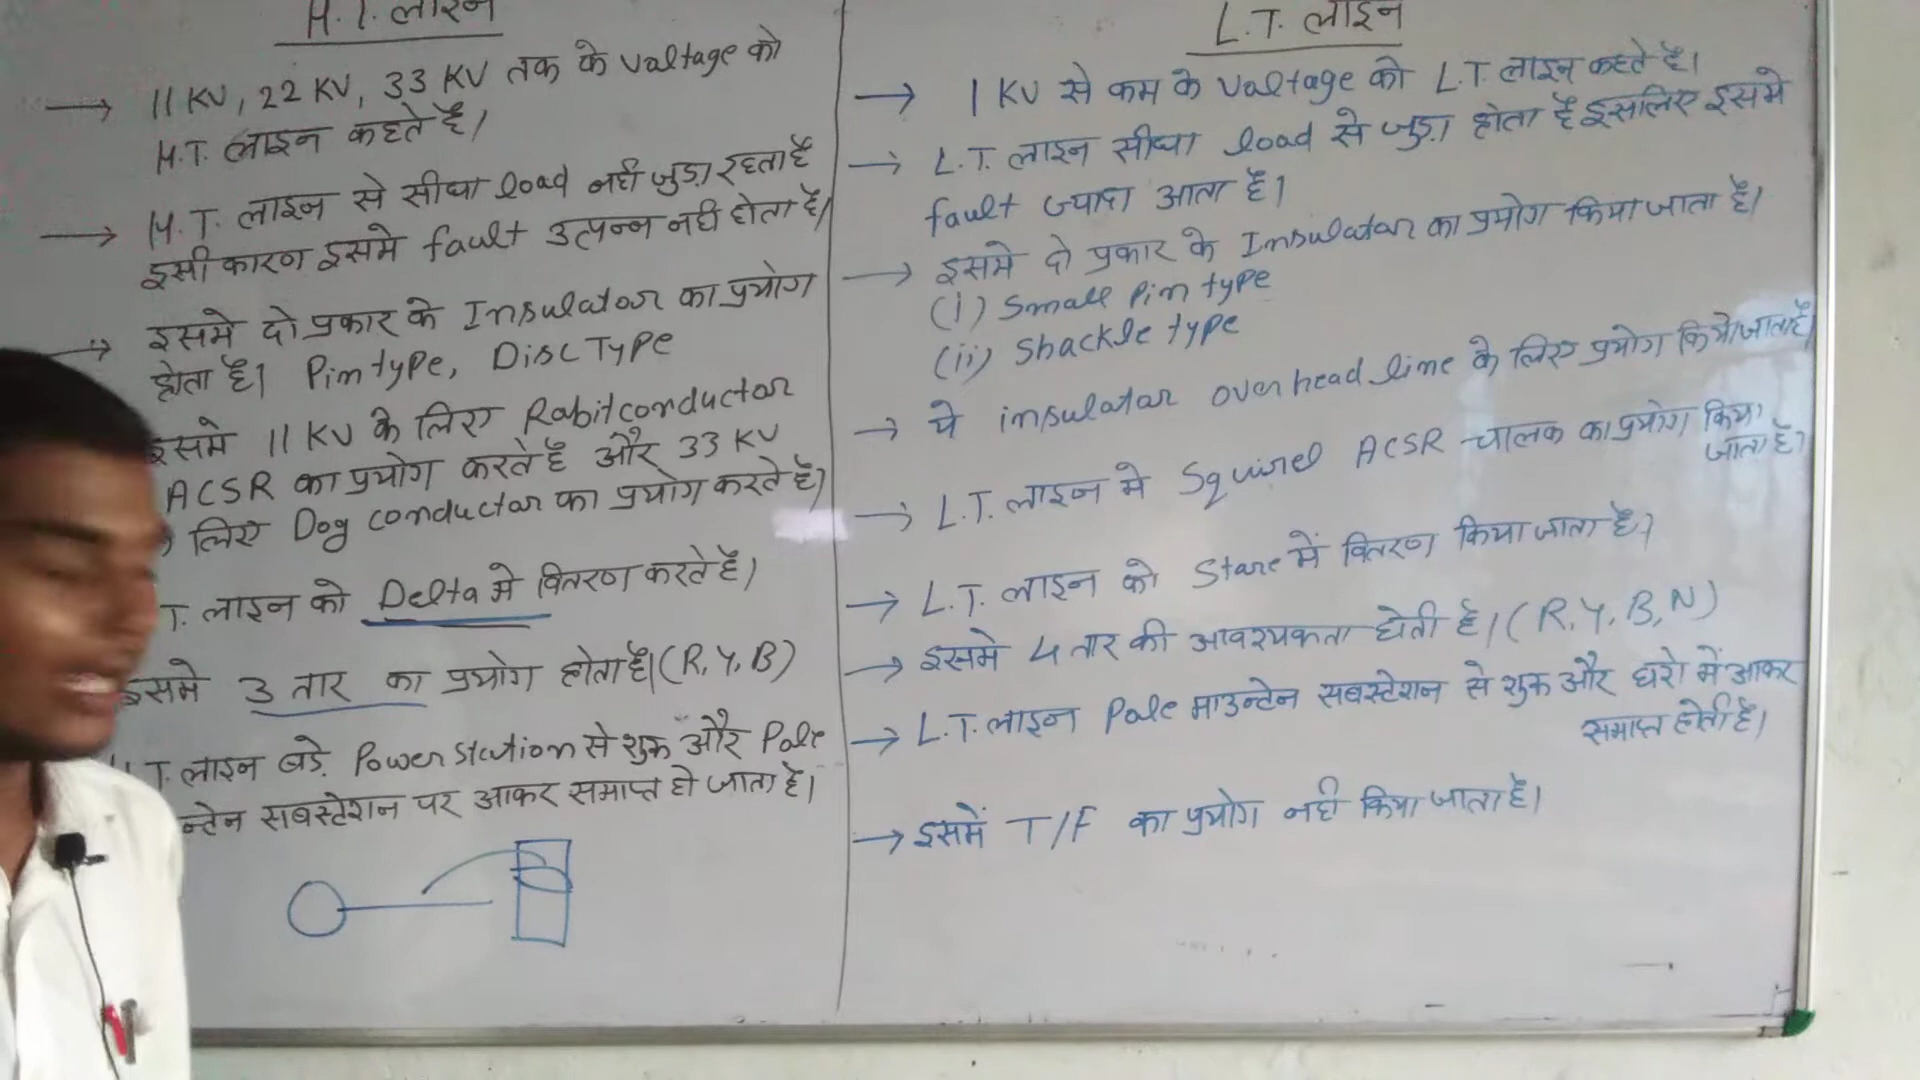 H.T. लाइन
11 KV, 22 KV, 33 KV तक के Valtage को
H.T. लाइन कहते है।
H.T. लाइन से सीधा load नही जुड़ा रहता है
इसी कारण इसमे fault उत्पन्न नही होता है।
इसमे दो प्रकार के Insulator का प्रयोग
होता है। Pin type, Disc Type
इसमे 11 KV के लिए Rabit conductor
ACSR का प्रयोग करते है और 33 KV
लिए Dog conductor का प्रयोग करते है।
T. लाइन को Delta मे वितरण करते है।
इसमे 3 तार का प्रयोग होता है। (R, Y, B)
T. लाइन बड़े Power Station से शुरू और Pole
न्टेन सबस्टेशन पर आकर समाप्त हो जाता है।
L.T. लाइन
1 KV से कम के Valtage को L.T. लाइन कहते है।
L.T. लाइन सीधा load से जुड़ा होता है इसलिए इसमे
fault ज्यादा आता है।
इसमे दो प्रकार के Insulator का प्रयोग किया जाता है।
(i) Small Pin type
(ii) Shackle type
ये insulator overhead line के लिए प्रयोग किये जाता है
L.T. लाइन मे Squirel ACSR चालक का प्रयोग किया
जाता है।
L.T. लाइन को Stare में वितरण किया जाता है।
इसमे 4 तार की आवश्यकता होती है। (R, Y, B, N)
L.T. लाइन Pole माउन्टेन सबस्टेशन से शुरू और घरो में आकर
समाप्त होती है।
इसमें T/F का प्रयोग नही किया जाता है।